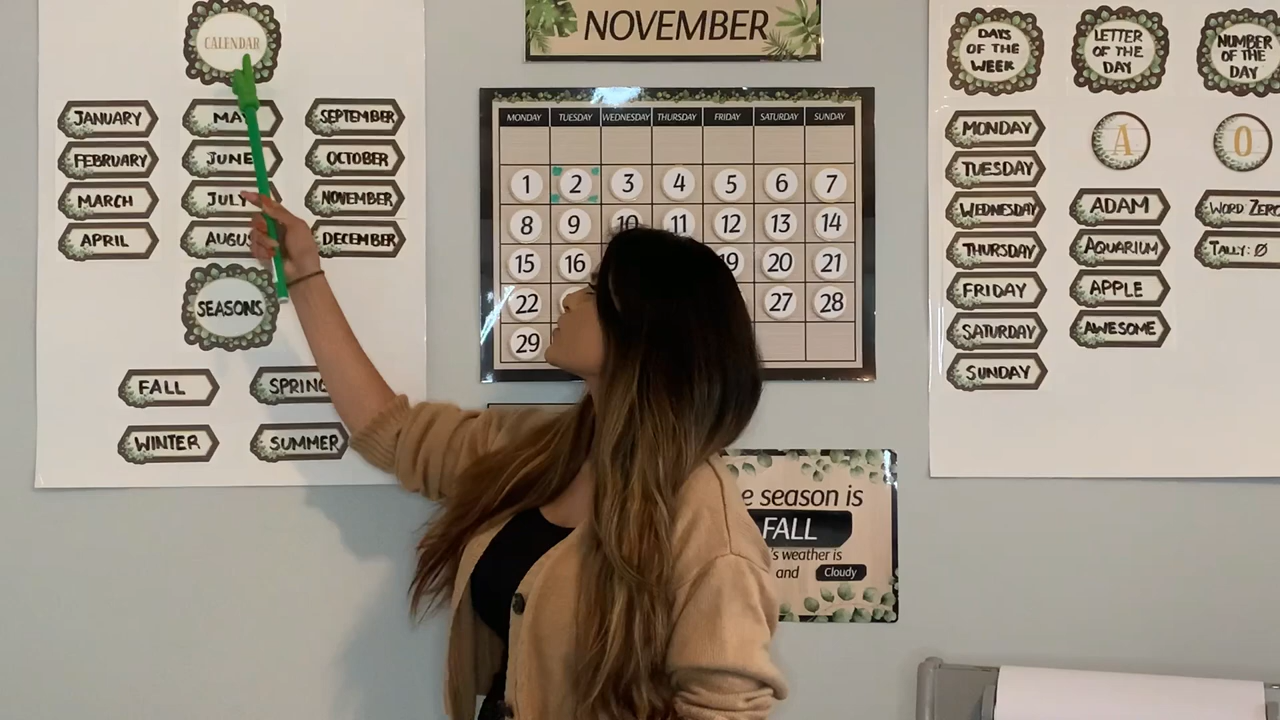 CALENDAR
JANUARY
FEBRUARY
MARCH
APRIL
MAY
JUNE
JULY
SEPTEMBER
OCTOBER
NOVEMBER
DECEMBER
SEASONS
FALL
WINTER
SUMMER
NOVEMBER
MONDAY TUESDAY WEDNESDAY THURSDAY FRIDAY SATURDAY SUNDAY
1 2 3 4 5 6 7
8 9 10 11 12 13 14
15 16 20 21
22 27 28
29
season is
FALL
weather is
and Cloudy
DAYS
OF THE
WEEK
MONDAY
TUESDAY
WEDNESDAY
THURSDAY
FRIDAY
SATURDAY
SUNDAY
LETTER
OF THE
DAY
A
ADAM
AQUARIUM
APPLE
AWESOME
NUMBER
OF THE
DAY
0
WORD ZERO
TALLY: Ø